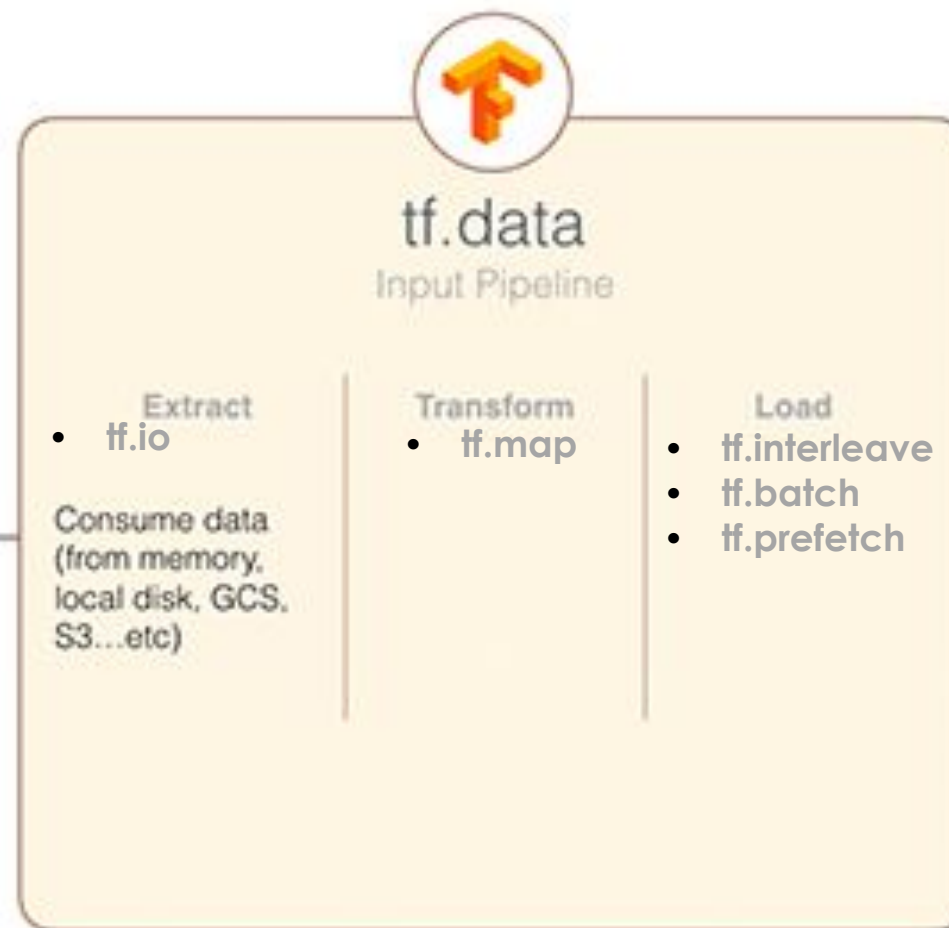 tf.data
Input Pipeline
Extract
• tf.io
Consume data
(from memory,
local disk, GCS,
S3...etc)
Transform
• tf.map
Load
• tf.interleave
• tf.batch
• tf.prefetch